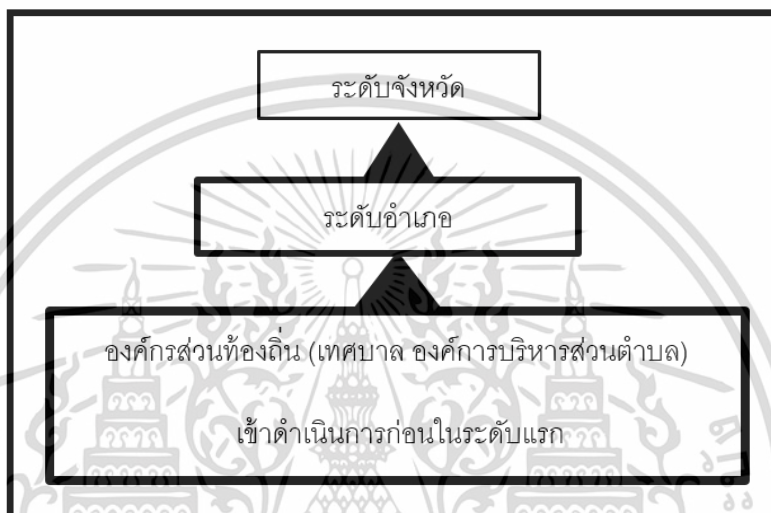 ระดับจังหวัด
ระดับอำเภอ
องค์กรส่วนท้องถิ่น (เทศบาล องค์การบริหารส่วนตำบล)
เข้าดำเนินการก่อนในระดับแรก